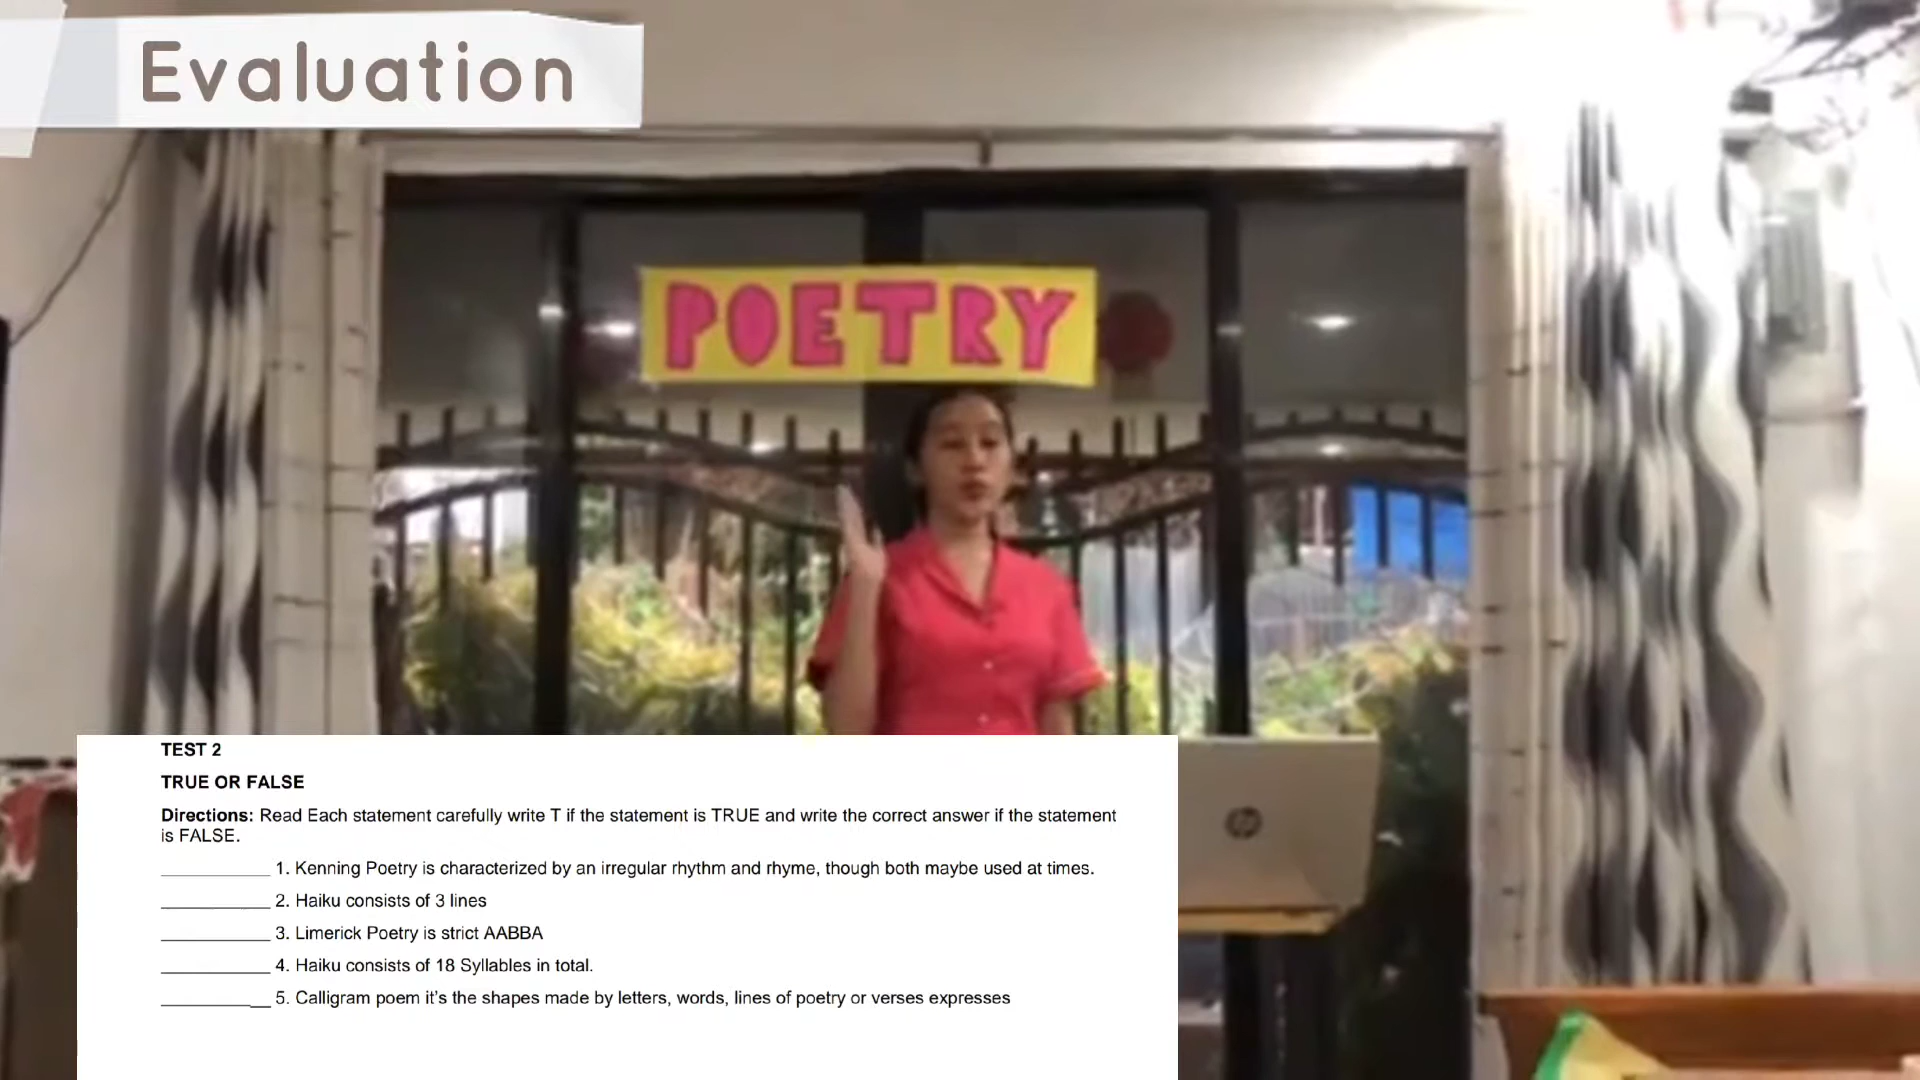 Evaluation
POETRY
TEST 2
TRUE OR FALSE
Directions: Read Each statement carefully write T if the statement is TRUE and write the correct answer if the statement
is FALSE.
__________ 1. Kenning Poetry is characterized by an irregular rhythm and rhyme, though both maybe used at times.
__________ 2. Haiku consists of 3 lines
__________ 3. Limerick Poetry is strict AABBA
__________ 4. Haiku consists of 18 Syllables in total.
__________ 5. Calligram poem it's the shapes made by letters, words, lines of poetry or verses expresses
hp